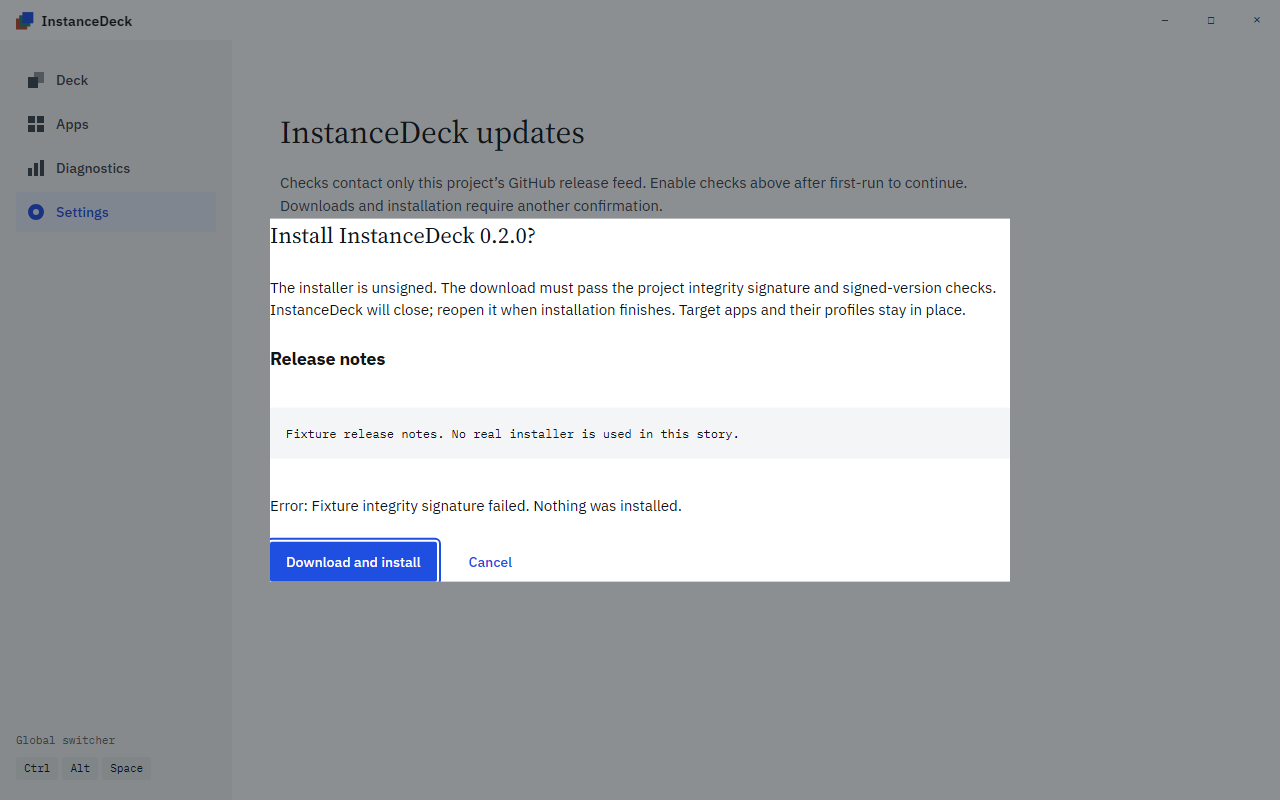 InstanceDeck
Deck
Apps
Diagnostics
Settings
InstanceDeck updates
Checks contact only this project’s GitHub release feed. Enable checks above after first-run to continue.
Downloads and installation require another confirmation.
Install InstanceDeck 0.2.0?
The installer is unsigned. The download must pass the project integrity signature and signed-version checks.
InstanceDeck will close; reopen it when installation finishes. Target apps and their profiles stay in place.
Release notes
Fixture release notes. No real installer is used in this story.
Error: Fixture integrity signature failed. Nothing was installed.
Download and install
Cancel
Global switcher
Ctrl Alt Space